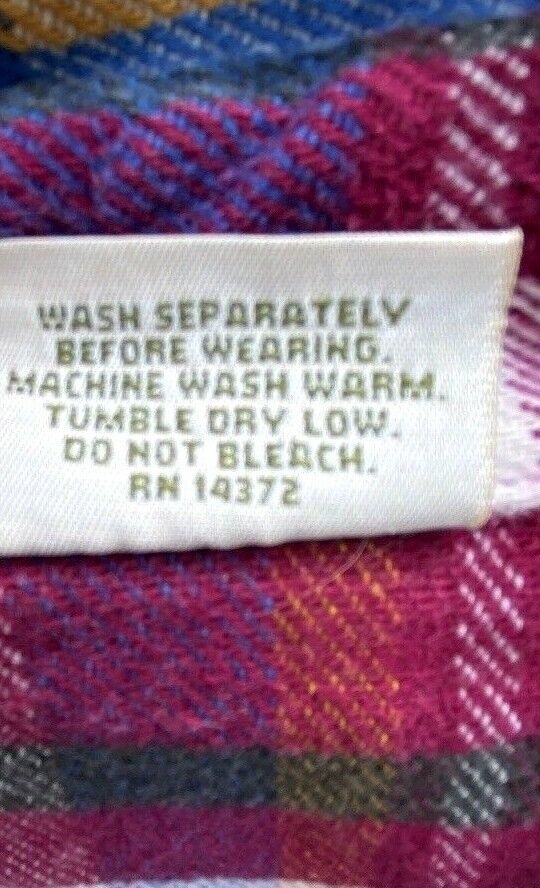 WASH SEPARATELY
BEFORE WEARING.
MACHINE WASH WARM.
TUMBLE DRY LOW.
DO NOT BLEACH.
RN 14372